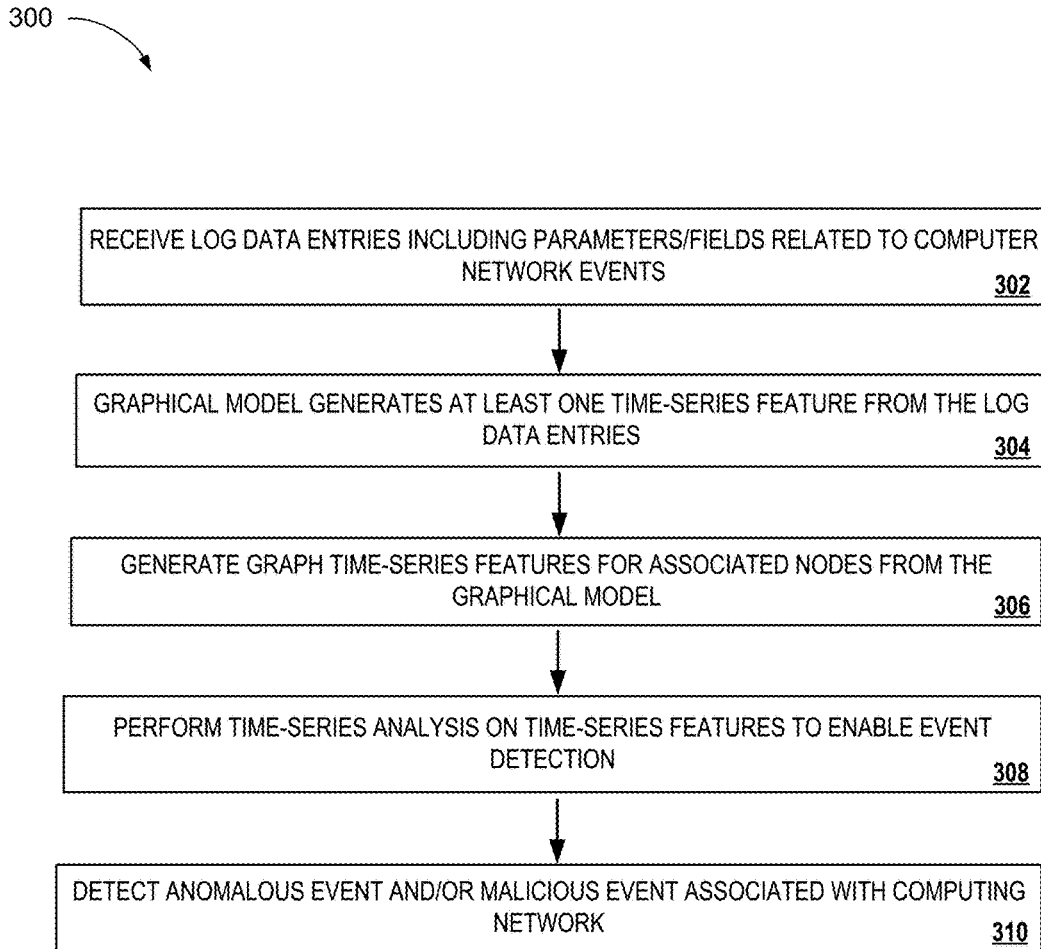 300
RECEIVE LOG DATA ENTRIES INCLUDING PARAMETERS/FIELDS RELATED TO COMPUTER
NETWORK EVENTS
302
GRAPHICAL MODEL GENERATES AT LEAST ONE TIME-SERIES FEATURE FROM THE LOG
DATA ENTRIES
304
GENERATE GRAPH TIME-SERIES FEATURES FOR ASSOCIATED NODES FROM THE
GRAPHICAL MODEL
306
PERFORM TIME-SERIES ANALYSIS ON TIME-SERIES FEATURES TO ENABLE EVENT
DETECTION
308
DETECT ANOMALOUS EVENT AND/OR MALICIOUS EVENT ASSOCIATED WITH COMPUTING
NETWORK
310